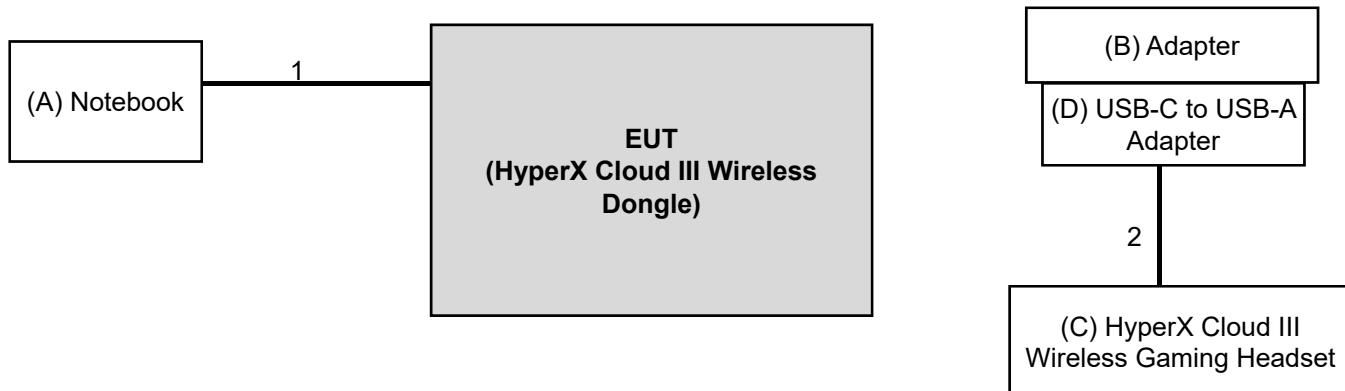 (A) Notebook
1
EUT
(HyperX Cloud III Wireless
Dongle)
(B) Adapter
(D) USB-C to USB-A
Adapter
2
(C) HyperX Cloud III
Wireless Gaming Headset